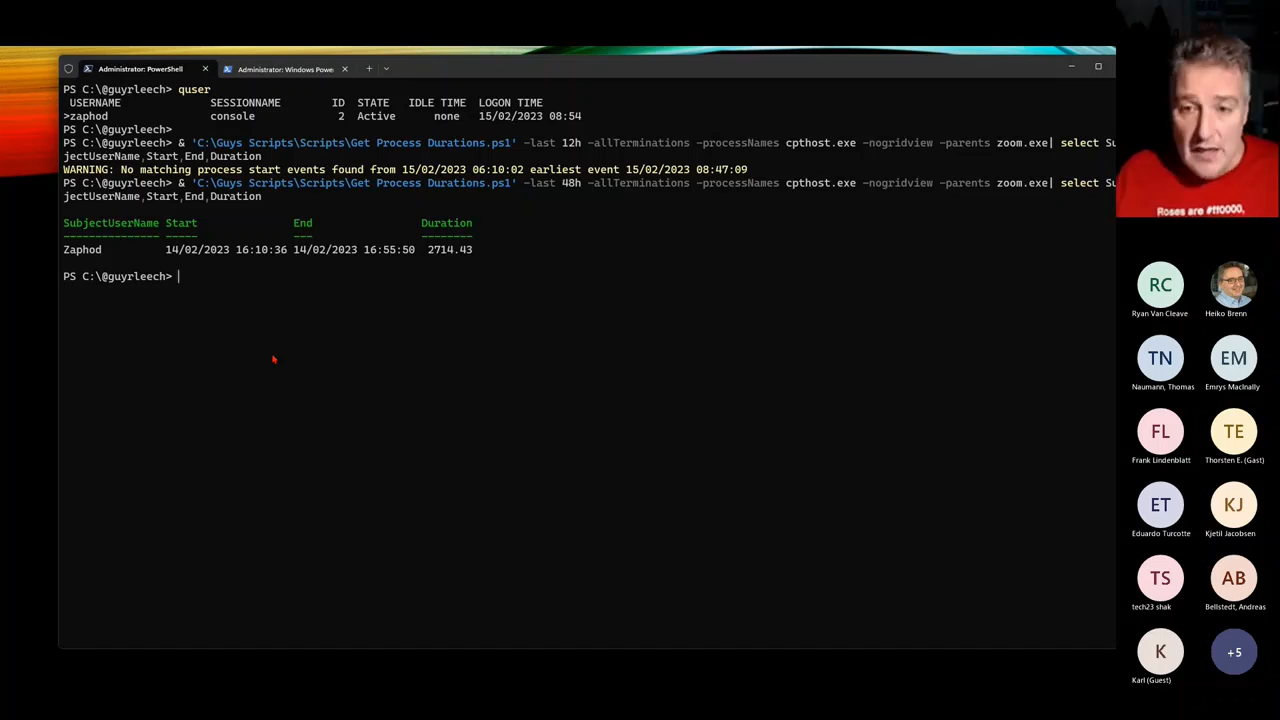 Administrator: PowerShell
Administrator: Windows Powe
PS C:\@guyrleech> quser
USERNAME SESSIONNAME ID STATE IDLE TIME LOGON TIME
>zaphod console 2 Active none 15/02/2023 08:54
PS C:\@guyrleech>
PS C:\@guyrleech> & 'C:\Guys Scripts\Scripts\Get Process Durations.ps1' -last 12h -allTerminations -processNames cpthost.exe -nogridview -parents zoom.exe| select Su
jectUserName,Start,End,Duration
WARNING: No matching process start events found from 15/02/2023 06:10:02 earliest event 15/02/2023 08:47:09
PS C:\@guyrleech> & 'C:\Guys Scripts\Scripts\Get Process Durations.ps1' -last 48h -allTerminations -processNames cpthost.exe -nogridview -parents zoom.exe| select Su
jectUserName,Start,End,Duration
SubjectUserName Start End Duration
--------------- ----- --- --------
Zaphod 14/02/2023 16:10:36 14/02/2023 16:55:50 2714.43
PS C:\@guyrleech>
Roses are #ff0000,
RC
Ryan Van Cleave
Heiko Brenn
TN
EM
Naumann, Thomas
Emrys MacInally
FL
TE
Frank Lindenblatt
Thorsten E. (Gast)
ET
KJ
Eduardo Turcotte
Kjetil Jacobsen
TS
AB
tech23 shak
Bellstedt, Andreas
K
+5
Karl (Guest)